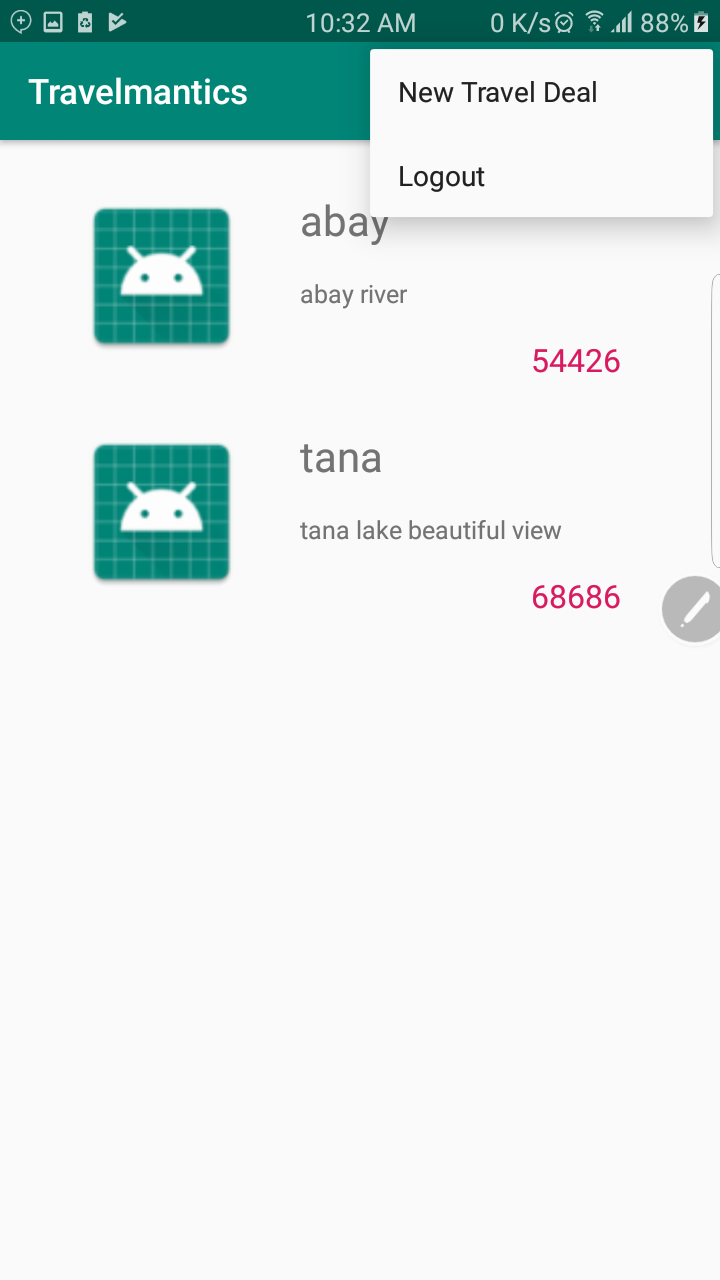 10:32 AM 0 K/s 88%
Travelmantics
New Travel Deal
Logout
abay
abay river
54426
tana
tana lake beautiful view
68686